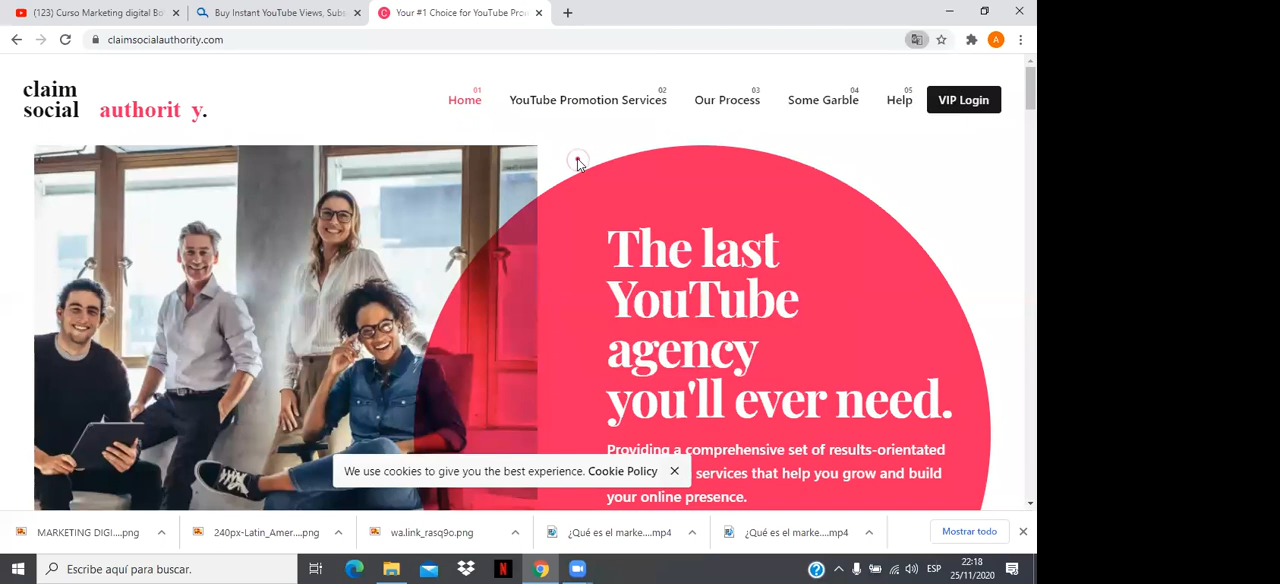 (123) Curso Marketing digital Bo
Buy Instant YouTube Views, Subs
Your #1 Choice for YouTube Pron
claimsocialauthority.com
claim
social authorit y.
01
Home
02
YouTube Promotion Services
03
Our Process
04
Some Garble
05
Help
VIP Login
The last
YouTube
agency
you'll ever need.
Providing a comprehensive set of results-orientated
services that help you grow and build
your online presence.
We use cookies to give you the best experience. Cookie Policy
MARKETING DIGI....png
240px-Latin_Amer....png
wa.link_rasq9o.png
¿Qué es el marke....mp4
¿Qué es el marke....mp4
Mostrar todo
Escribe aquí para buscar.
ESP
22:18
25/11/2020